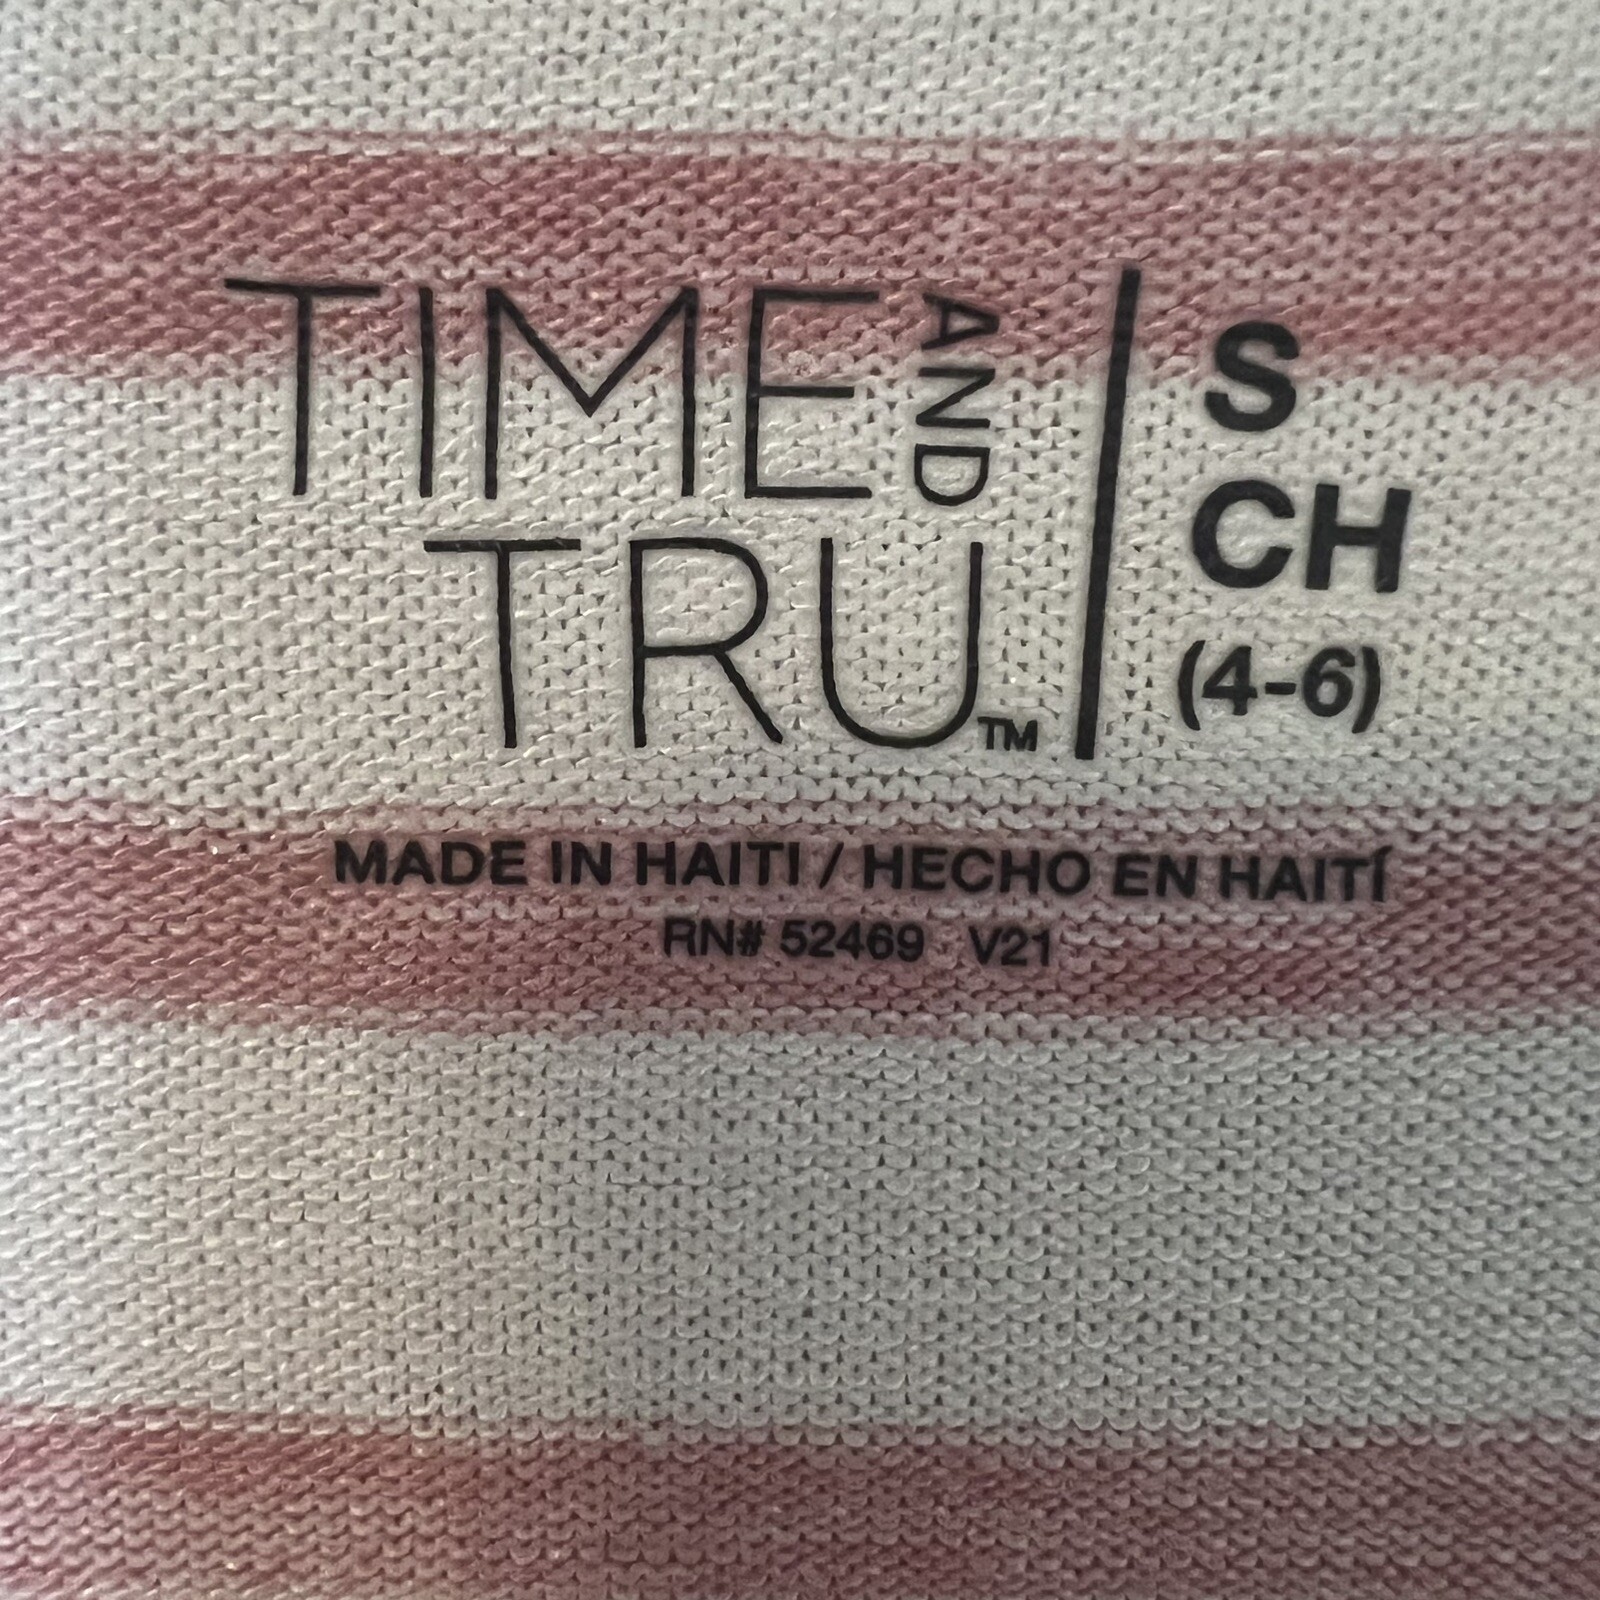 TIME AND
TRU™
S
CH
(4-6)
MADE IN HAITI / HECHO EN HAITÍ
RN# 52469 V21